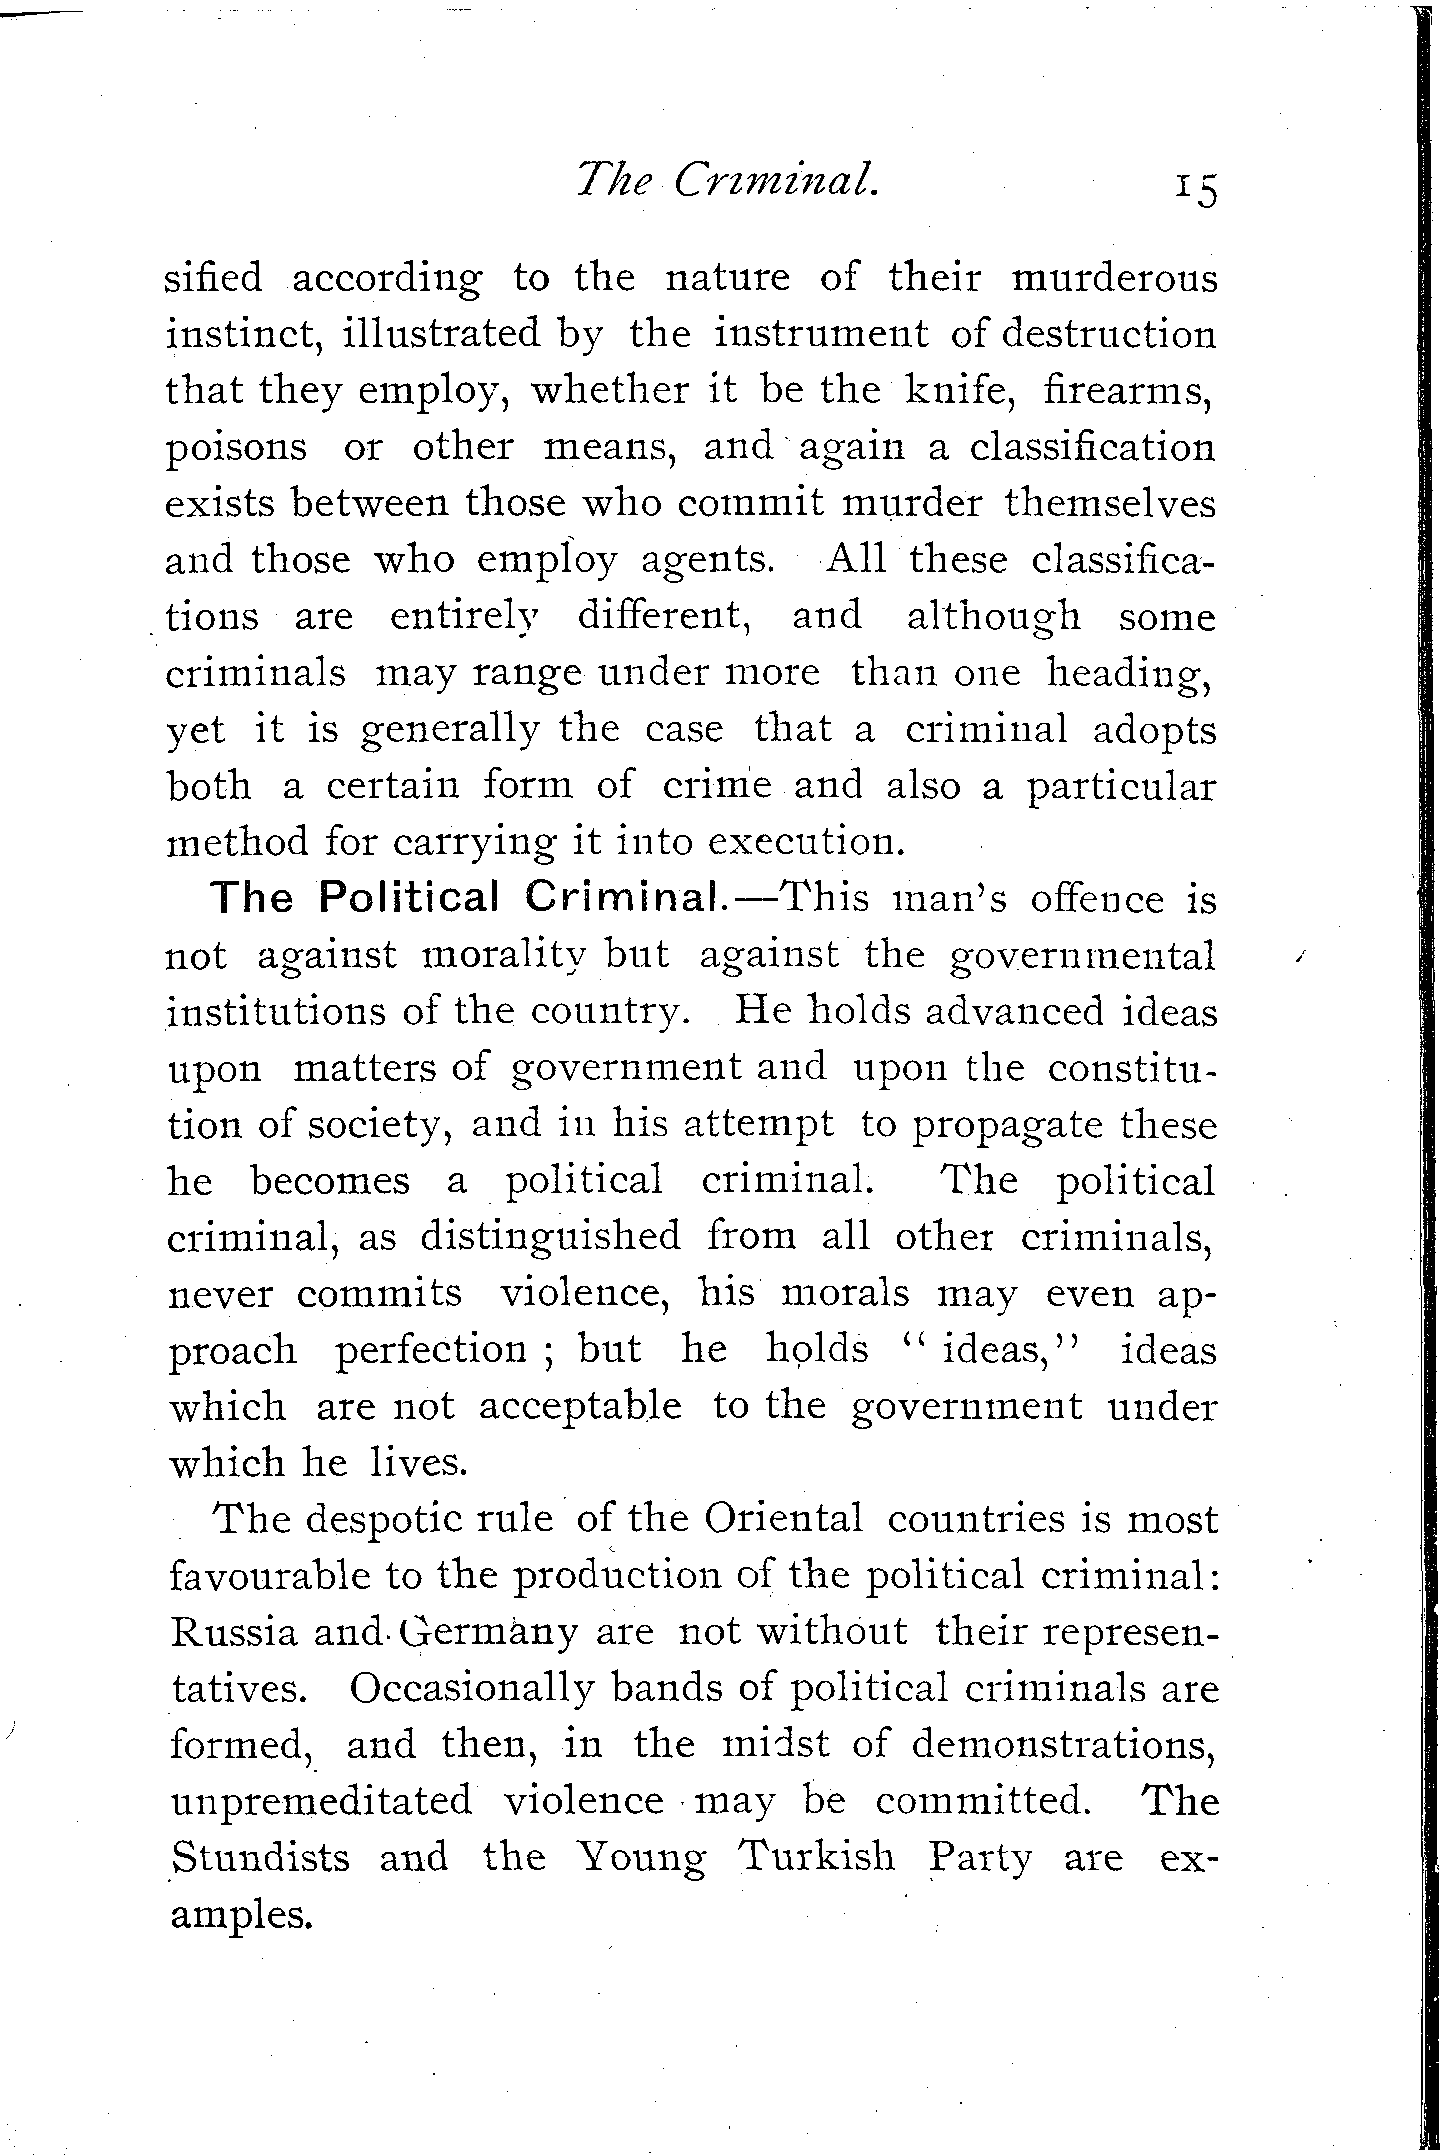 The Criminal. 15
sified according to the nature of their murderous
instinct, illustrated by the instrument of destruction
that they employ, whether it be the knife, firearms,
poisons or other means, and again a classification
exists between those who commit murder themselves
and those who employ agents. All these classifica-
tions are entirely different, and although some
criminals may range under more than one heading,
yet it is generally the case that a criminal adopts
both a certain form of crime and also a particular
method for carrying it into execution.
The Political Criminal.—This man's offence is
not against morality but against the governmental
institutions of the country. He holds advanced ideas
upon matters of government and upon the constitu-
tion of society, and in his attempt to propagate these
he becomes a political criminal. The political
criminal, as distinguished from all other criminals,
never commits violence, his morals may even ap-
proach perfection ; but he holds " ideas," ideas
which are not acceptable to the government under
which he lives.
The despotic rule of the Oriental countries is most
favourable to the production of the political criminal:
Russia and Germany are not without their represen-
tatives. Occasionally bands of political criminals are
formed, and then, in the midst of demonstrations,
unpremeditated violence may be committed. The
Stundists and the Young Turkish Party are ex-
amples.